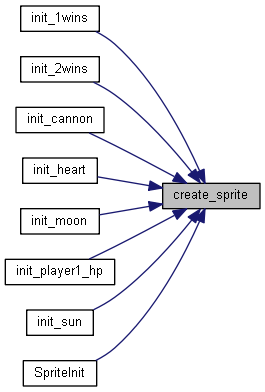 init_1wins
init_2wins
init_cannon
init_heart
create_sprite
init_moon
init_player1_hp
init_sun
SpriteInit